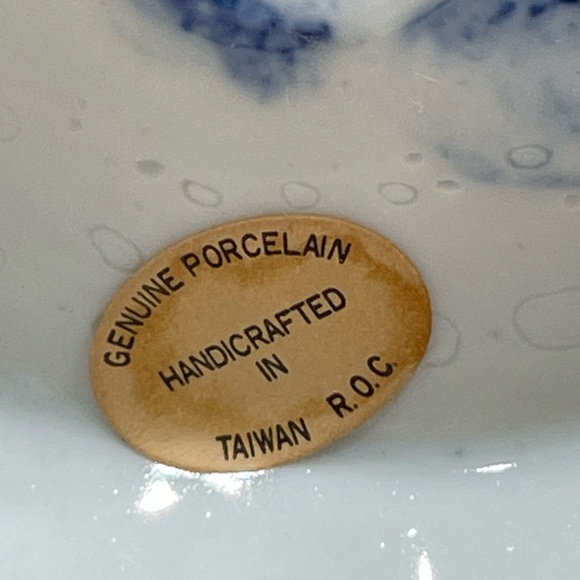 GENUINE PORCELAIN
HANDICRAFTED
IN
TAIWAN R.O.C.